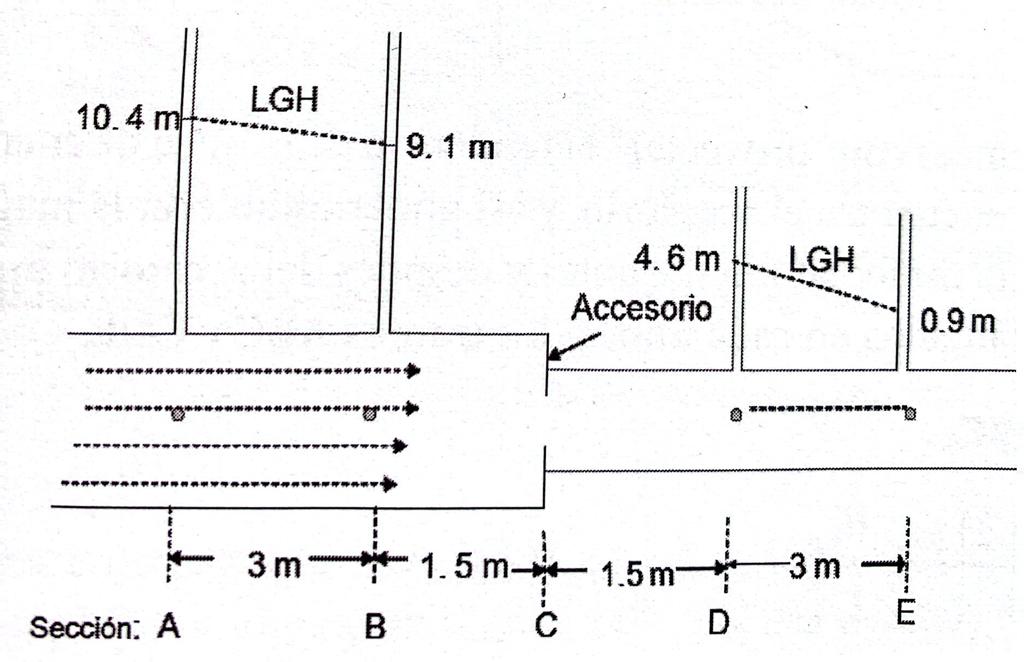 LGH
10. 4 m
9. 1 m
4. 6 m
LGH
Accesorio
0.9 m
3 m
1. 5 m
1. 5 m
3 m
Sección: A B C D E